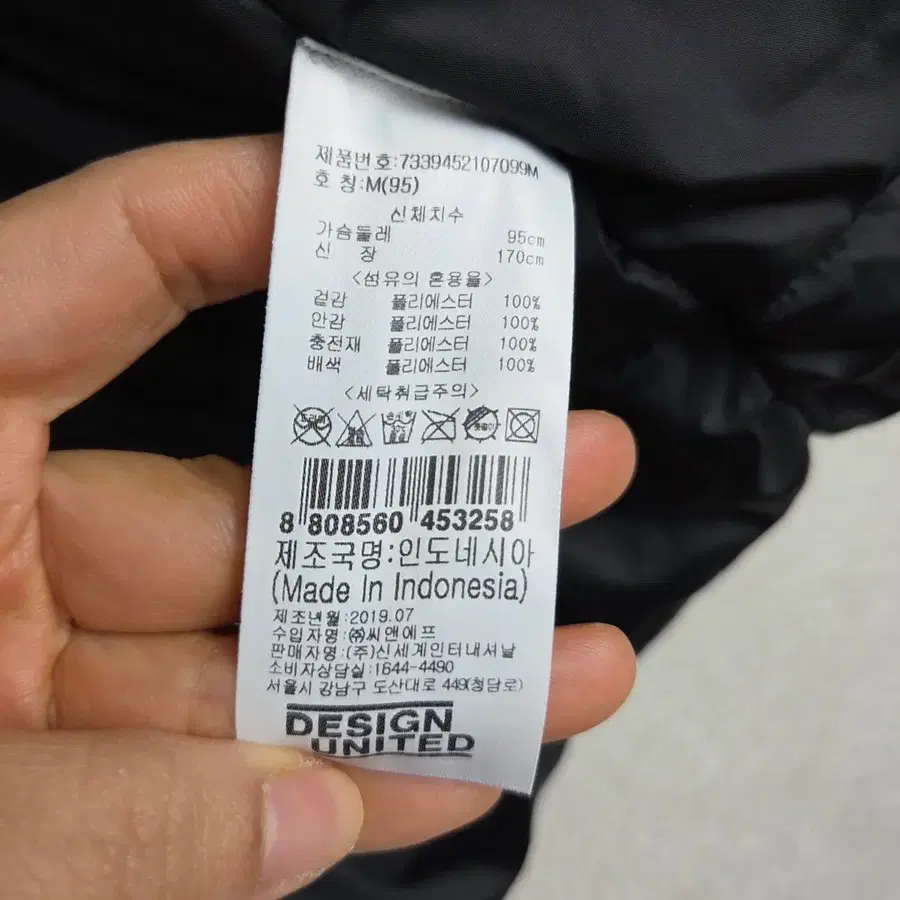 제품번호:7339452107099M
호 칭:M(95)
신체치수
가슴둘레 95cm
신 장 170cm
<섬유의 혼용율>
겉감 폴리에스터 100%
안감 폴리에스터 100%
충전재 폴리에스터 100%
배색 폴리에스터 100%
<세탁취급주의>
드라이
8 808560 453258
제조국명:인도네시아
(Made In Indonesia)
제조년월:2019.07
수입자명:㈜씨앤에프
판매자명:(주)신세계인터내셔날
소비자상담실:1644-4490
서울시 강남구 도산대로 449(청담로)
DESIGN
UNITED